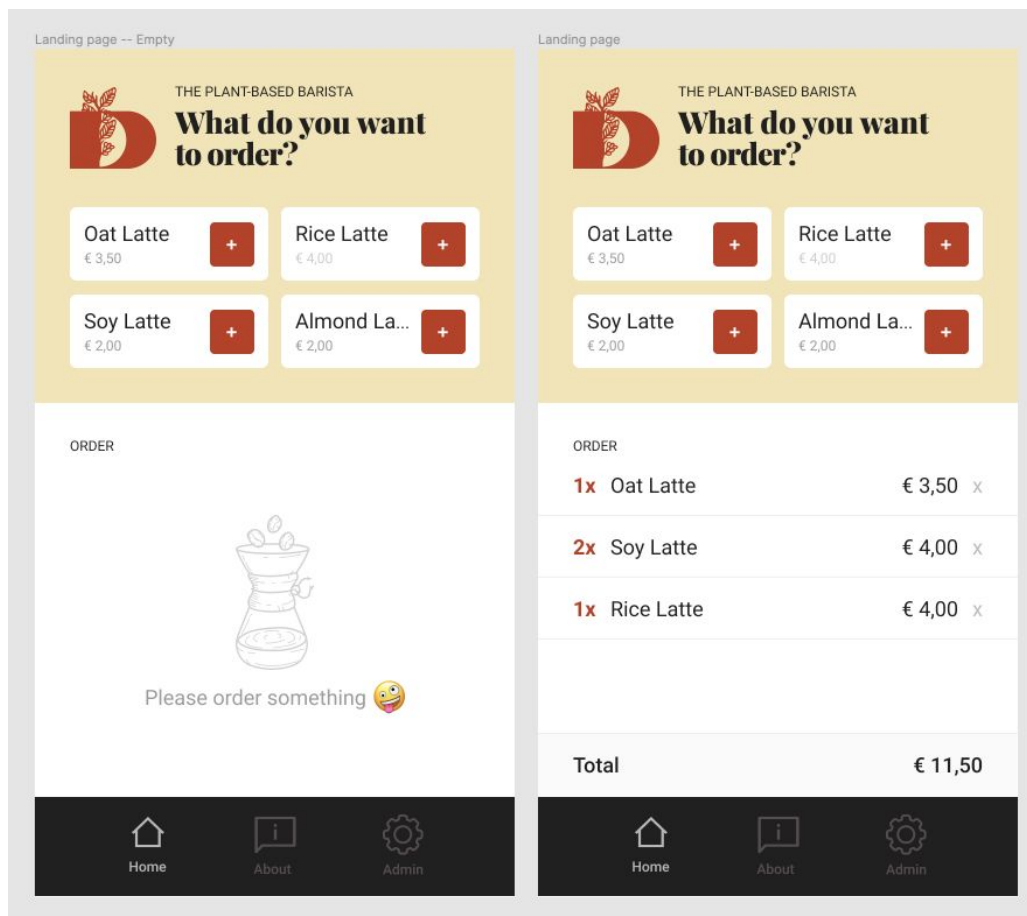 Landing page -- Empty
THE PLANT-BASED BARISTA
What do you want
to order?
Oat Latte
€ 3,50
+
Rice Latte
€ 4,00
+
Soy Latte
€ 2,00
+
Almond La...
€ 2,00
+
ORDER
Please order something 🤪
Home
About
Admin
Landing page
THE PLANT-BASED BARISTA
What do you want
to order?
Oat Latte
€ 3,50
+
Rice Latte
€ 4,00
+
Soy Latte
€ 2,00
+
Almond La...
€ 2,00
+
ORDER
1x Oat Latte € 3,50 x
2x Soy Latte € 4,00 x
1x Rice Latte € 4,00 x
Total € 11,50
Home
About
Admin